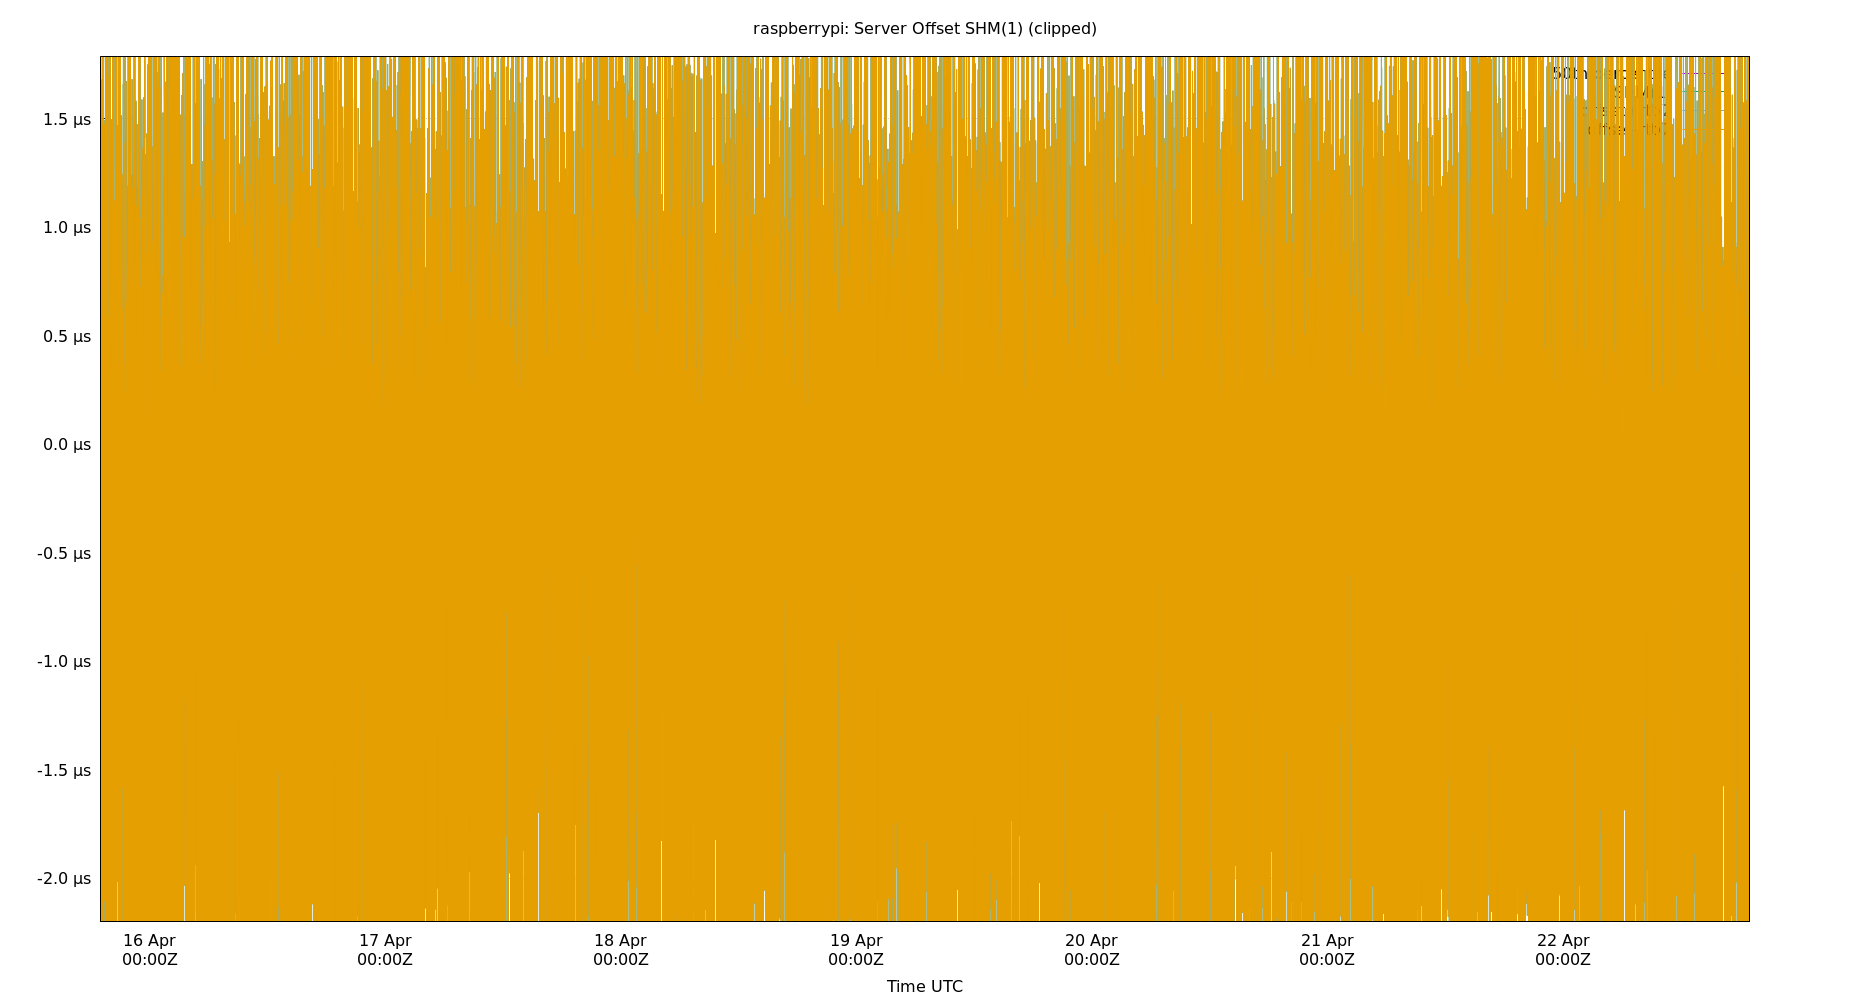 raspberrypi: Server Offset SHM(1) (clipped)
1.5 µs
1.0 µs
0.5 µs
0.0 µs
-0.5 µs
-1.0 µs
-1.5 µs
-2.0 µs
16 Apr 17 Apr 18 Apr 19 Apr 20 Apr 21 Apr 22 Apr
00:00Z 00:00Z 00:00Z 00:00Z 00:00Z 00:00Z 00:00Z
Time UTC